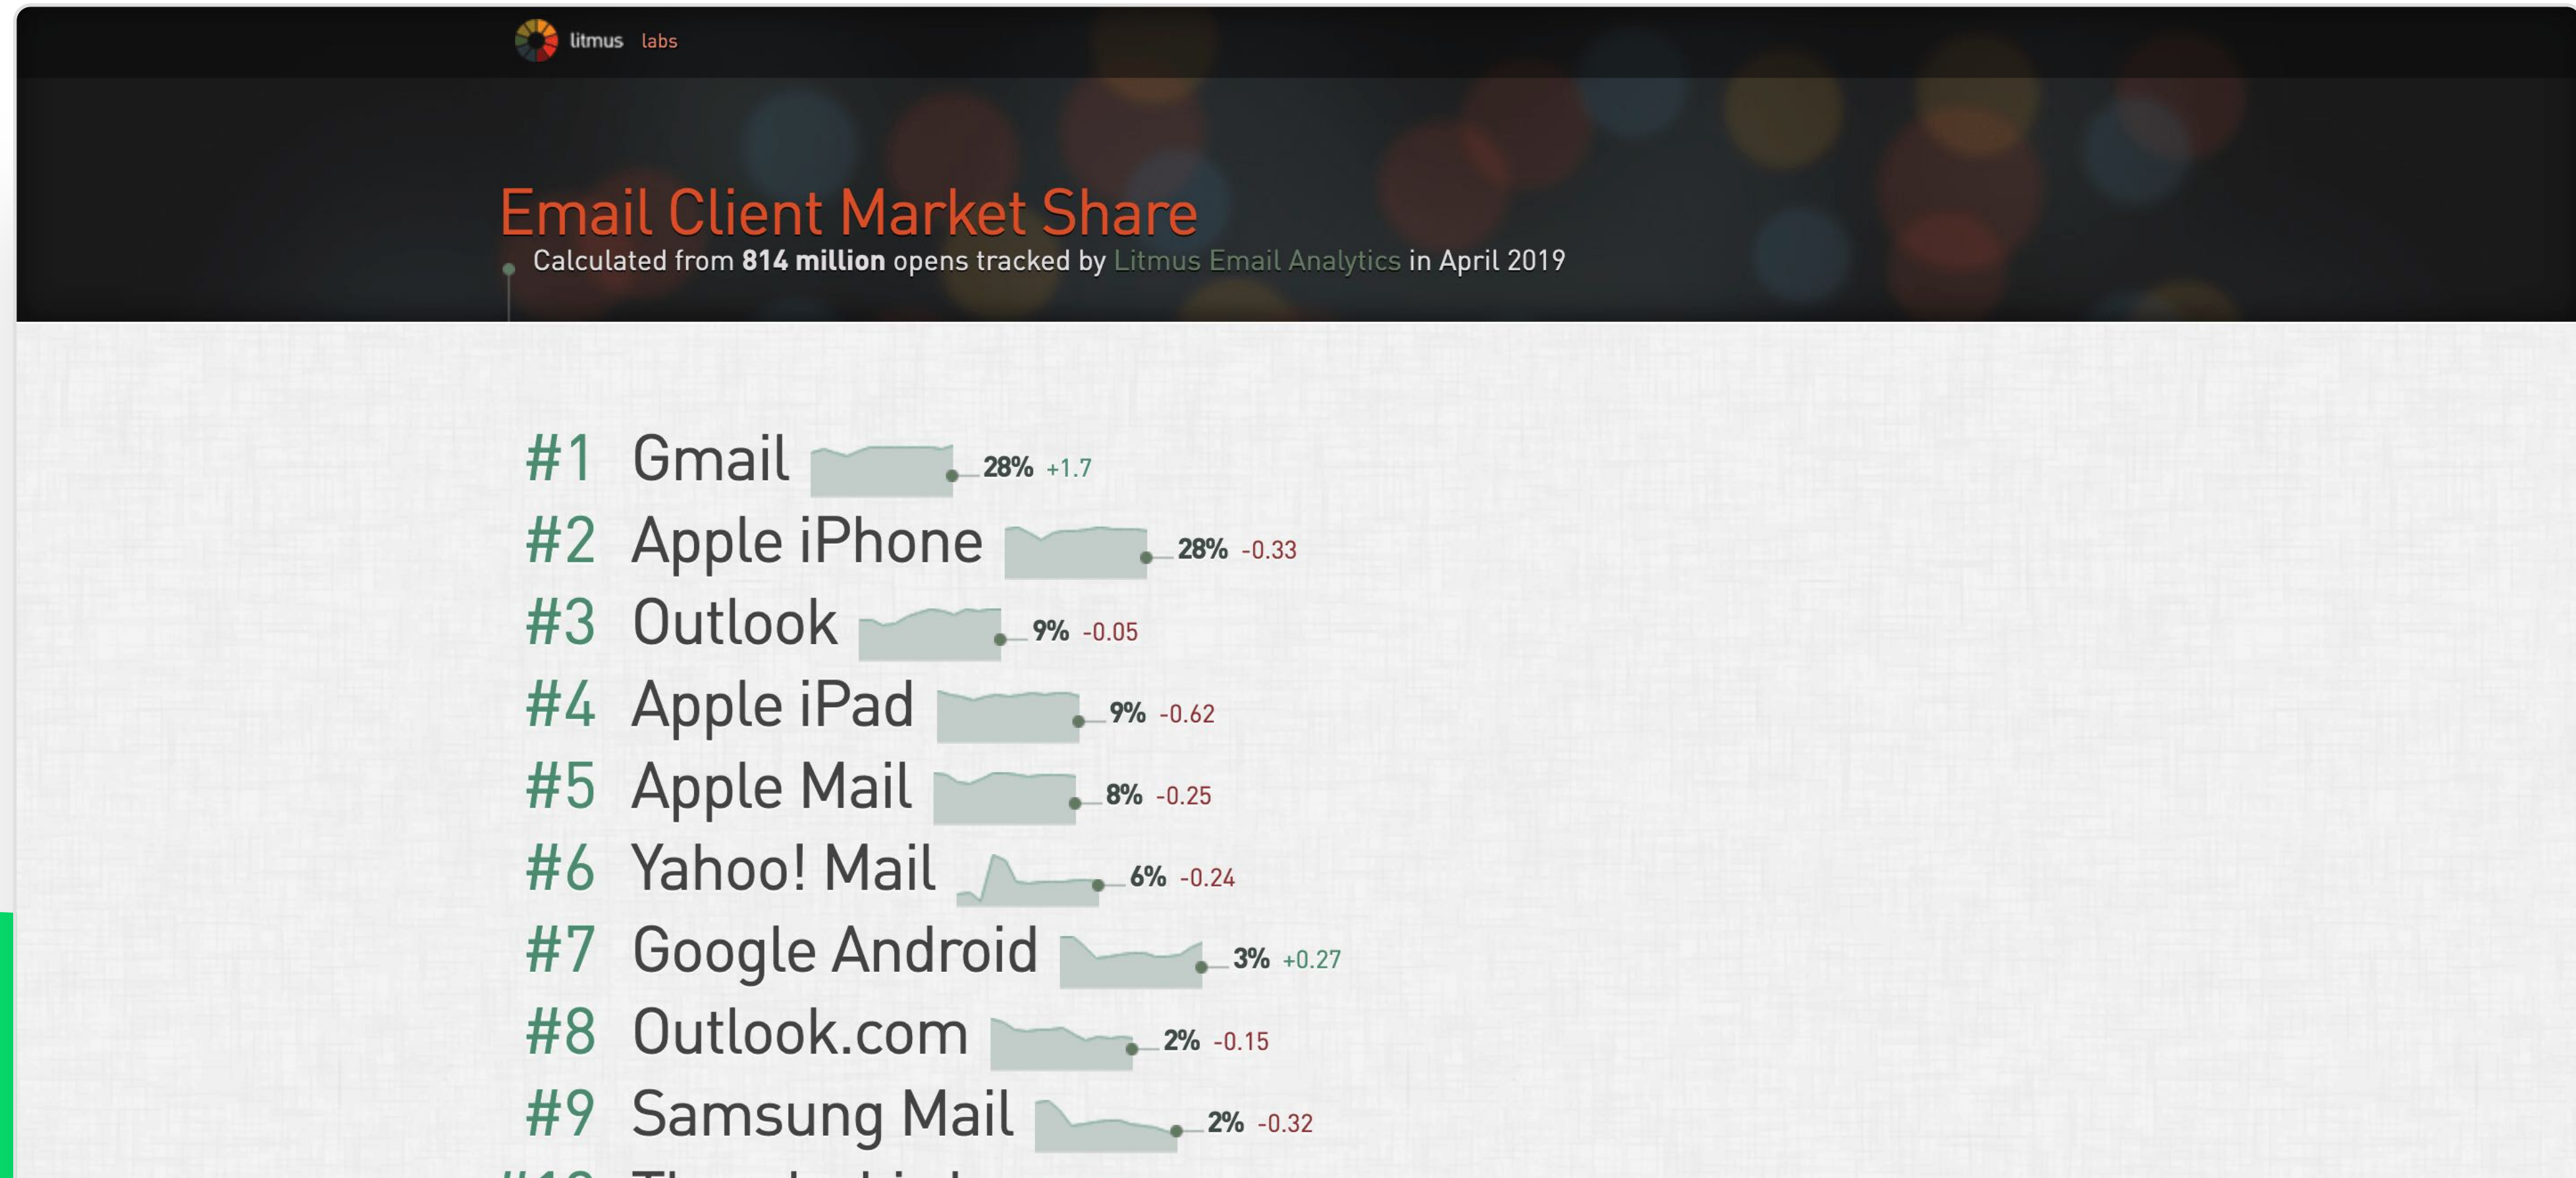 litmus labs
Email Client Market Share
Calculated from 814 million opens tracked by Litmus Email Analytics in April 2019
#1 Gmail 28% +1.7
#2 Apple iPhone 28% -0.33
#3 Outlook 9% -0.05
#4 Apple iPad 9% -0.62
#5 Apple Mail 8% -0.25
#6 Yahoo! Mail 6% -0.24
#7 Google Android 3% +0.27
#8 Outlook.com 2% -0.15
#9 Samsung Mail 2% -0.32